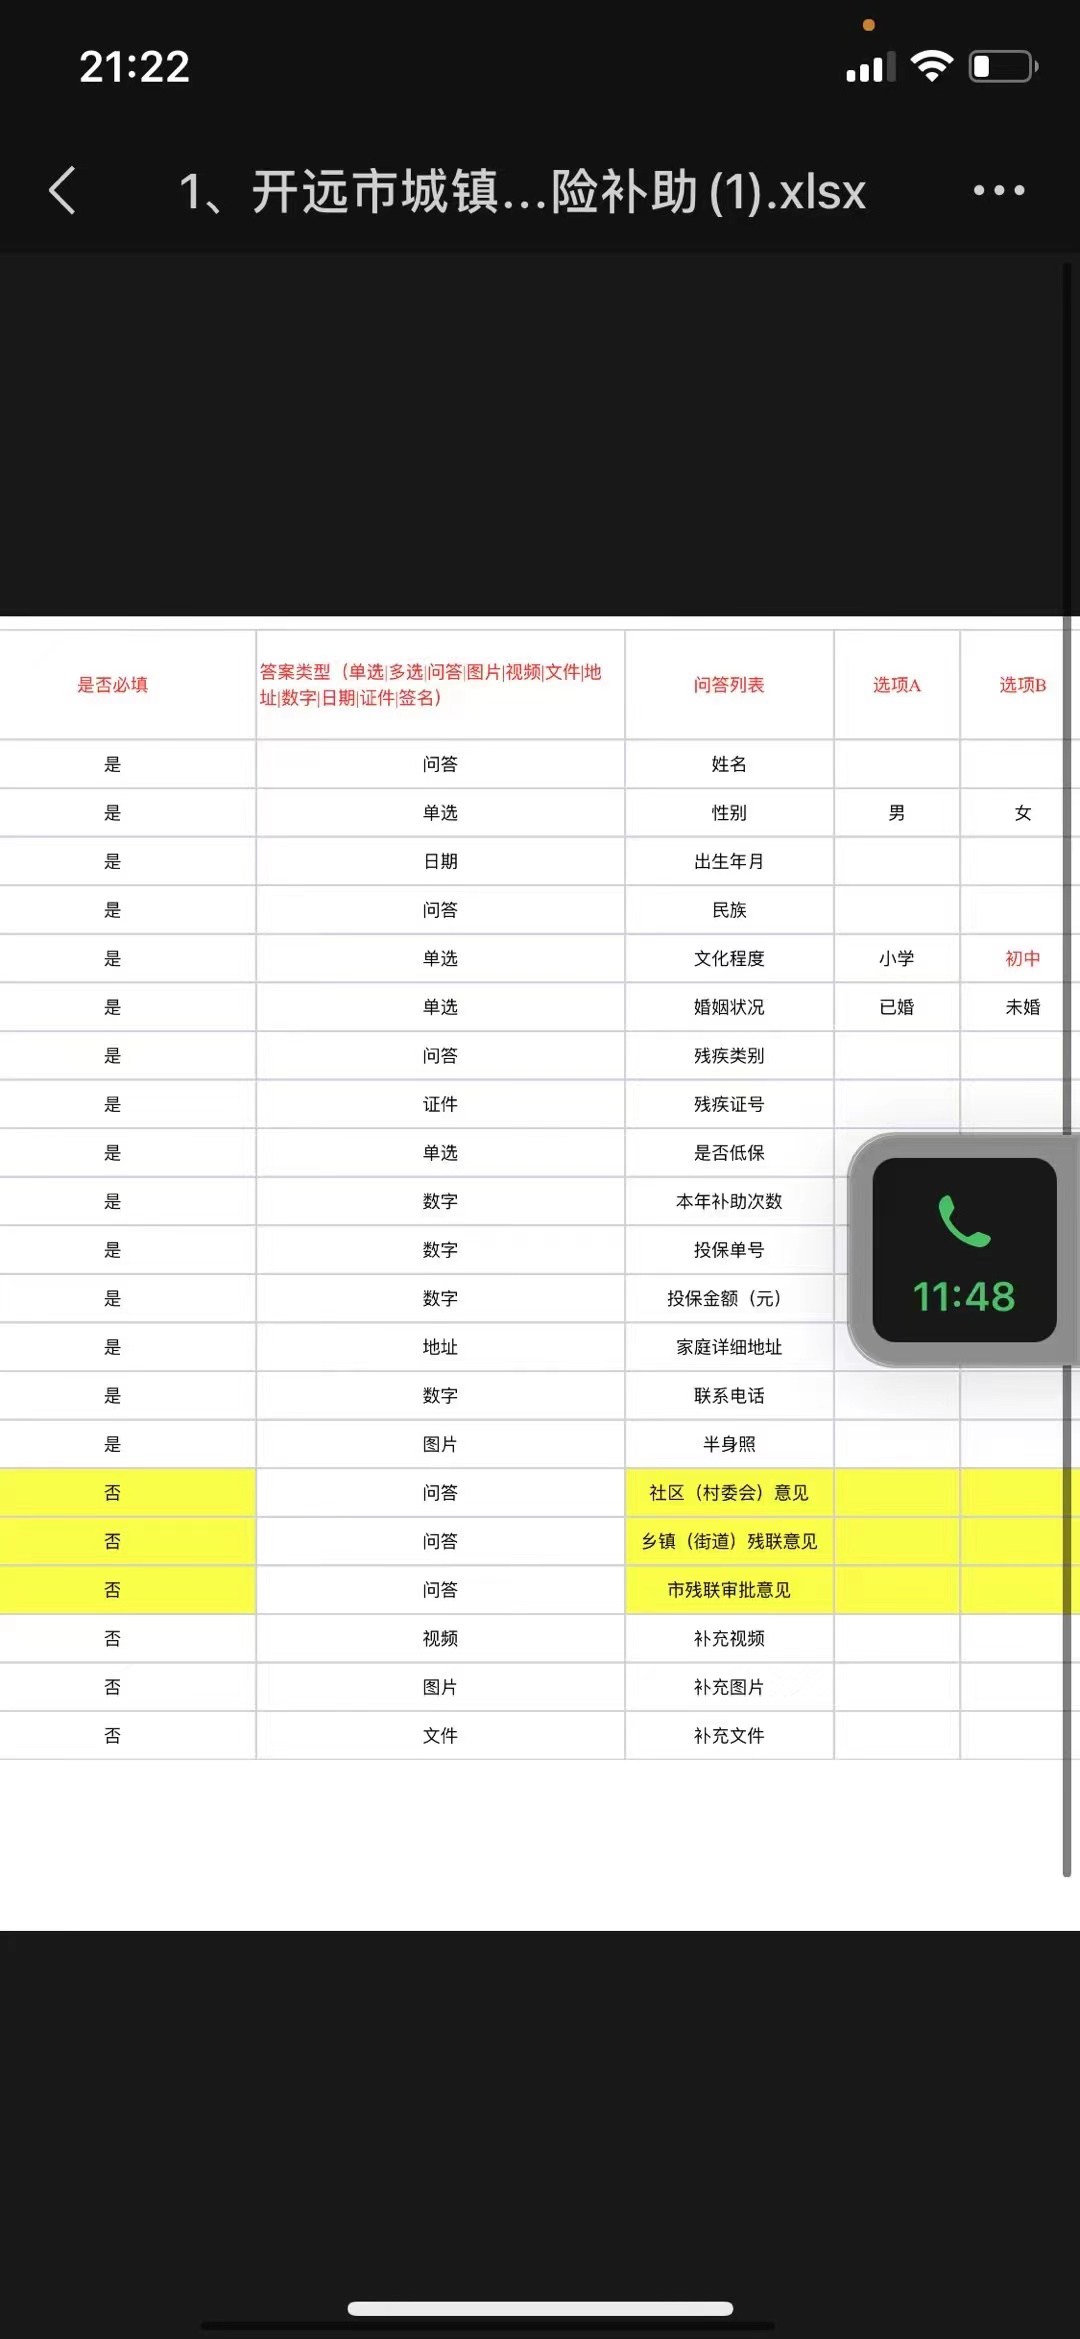 21:22
1、开远市城镇...险补助 (1).xlsx
是否必填 答案类型（单选|多选|问答|图片|视频|文件|地址|数字|日期|证件|签名） 问答列表 选项A 选项B
是 问答 姓名
是 单选 性别 男 女
是 日期 出生年月
是 问答 民族
是 单选 文化程度 小学 初中
是 单选 婚姻状况 已婚 未婚
是 问答 残疾类别
是 证件 残疾证号
是 单选 是否低保
是 数字 本年补助次数
是 数字 投保单号
是 数字 投保金额（元）
11:48
是 地址 家庭详细地址
是 数字 联系电话
是 图片 半身照
否 问答 社区（村委会）意见
否 问答 乡镇（街道）残联意见
否 问答 市残联审批意见
否 视频 补充视频
否 图片 补充图片
否 文件 补充文件